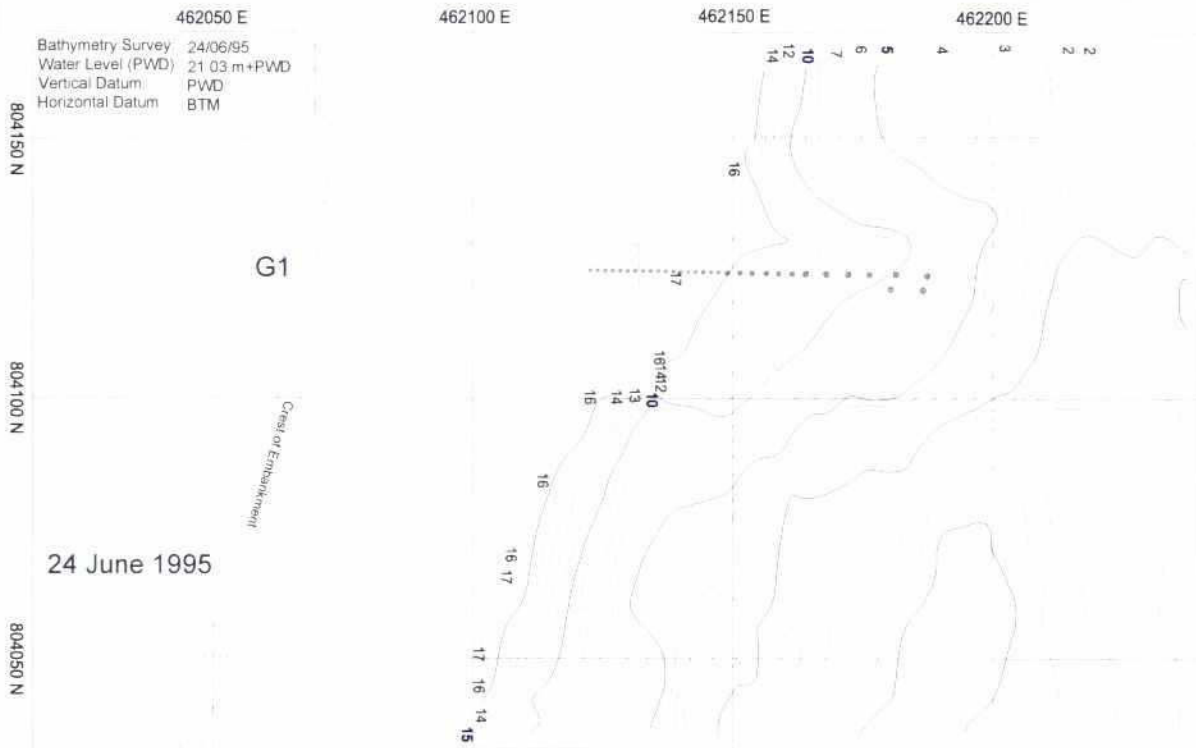 462050 E 462100 E 462150 E 462200 E
Bathymetry Survey 24/06/95
Water Level (PWD) 21 03 m+PWD
Vertical Datum PWD
Horizontal Datum BTM
14 12 10 7 6 5 4 3 2 2
804150 N
16
G1
17
16 14 12
804100 N
16 14 13 10
Crest of Embankment
16
24 June 1995
16 17
804050 N
17
16
14
15